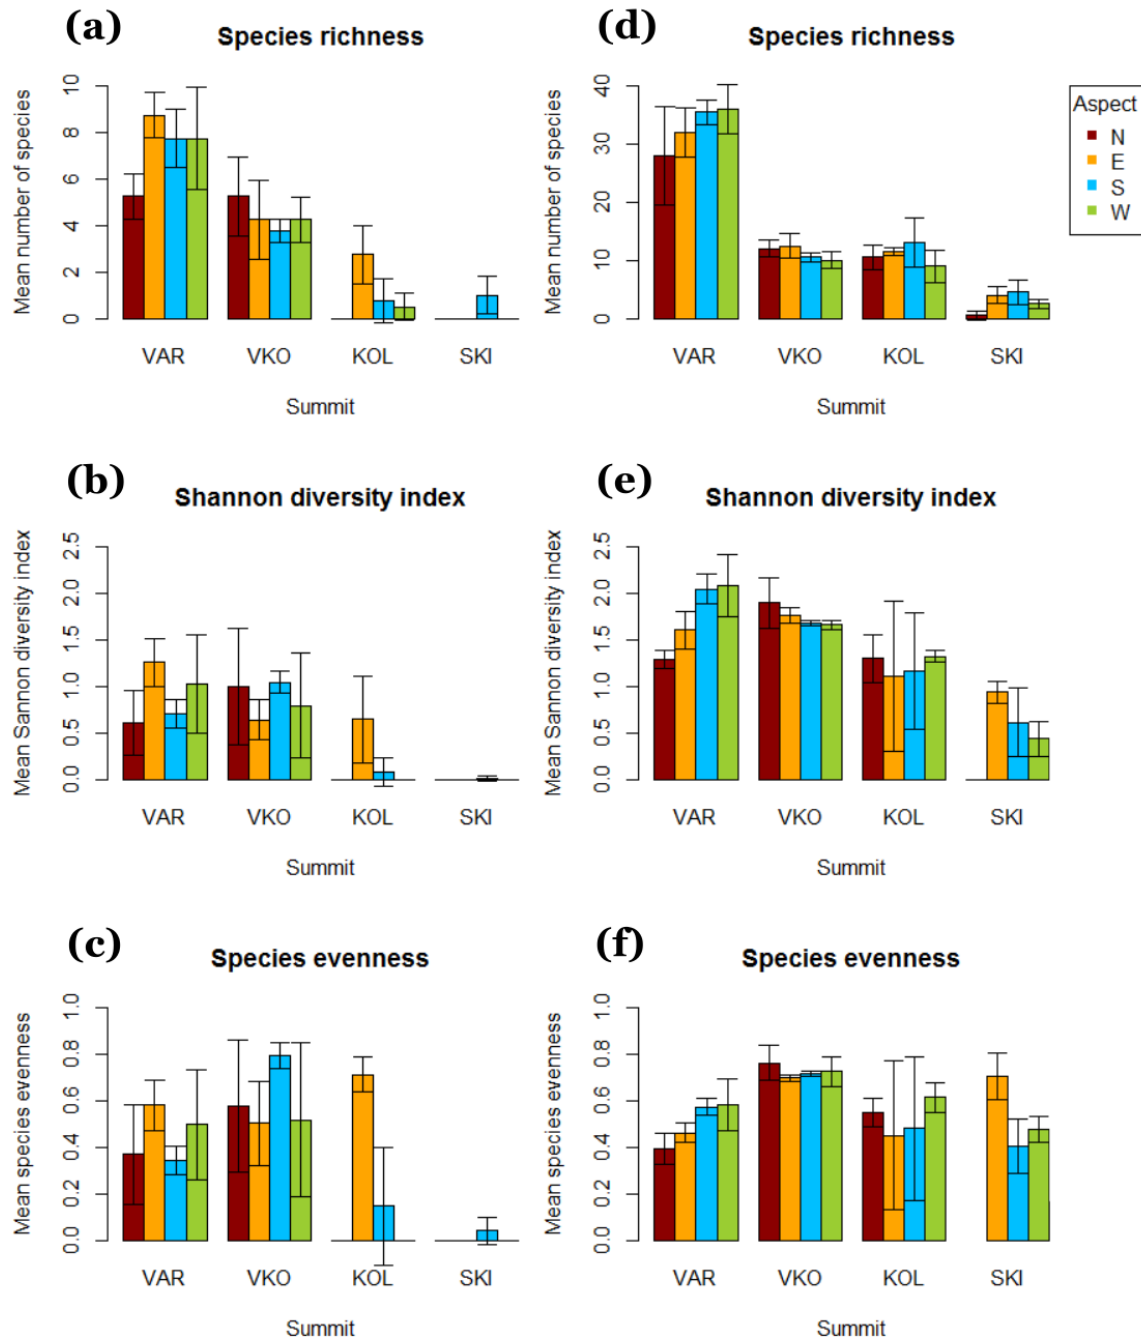 (a)
Species richness
Mean number of species
0 2 4 6 8 10
VAR VKO KOL SKI
Summit
(d)
Species richness
Mean number of species
0 10 20 30 40
VAR VKO KOL SKI
Summit
Aspect
N
E
S
W
(b)
Shannon diversity index
Mean Sannon diversity index
0.0 0.5 1.0 1.5 2.0 2.5
VAR VKO KOL SKI
Summit
(e)
Shannon diversity index
Mean Sannon diversity index
0.0 0.5 1.0 1.5 2.0 2.5
VAR VKO KOL SKI
Summit
(c)
Species evenness
Mean species evenness
0.0 0.2 0.4 0.6 0.8 1.0
VAR VKO KOL SKI
Summit
(f)
Species evenness
Mean species evenness
0.0 0.2 0.4 0.6 0.8 1.0
VAR VKO KOL SKI
Summit